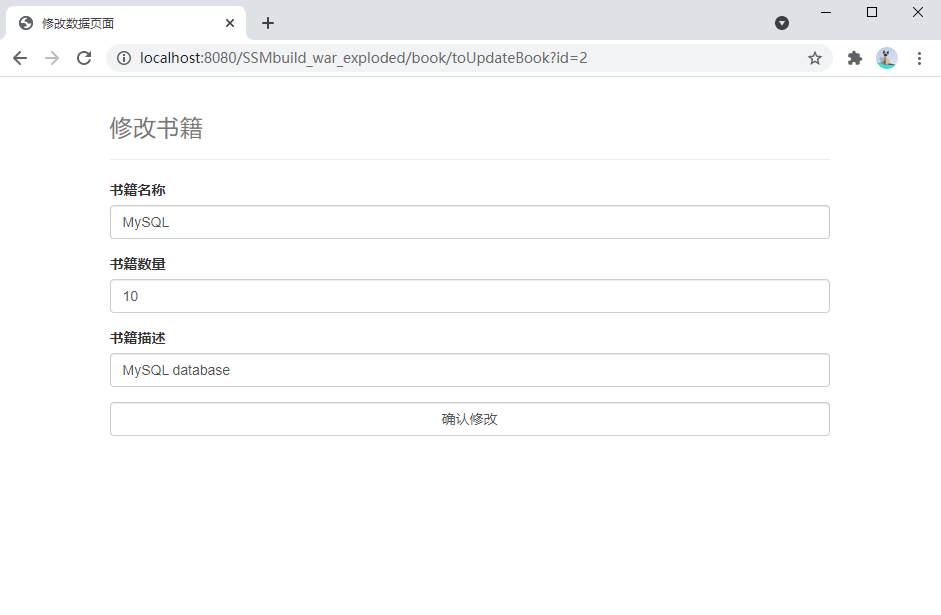 修改数据页面
localhost:8080/SSMbuild_war_exploded/book/toUpdateBook?id=2
修改书籍
书籍名称
MySQL
书籍数量
10
书籍描述
MySQL database
确认修改